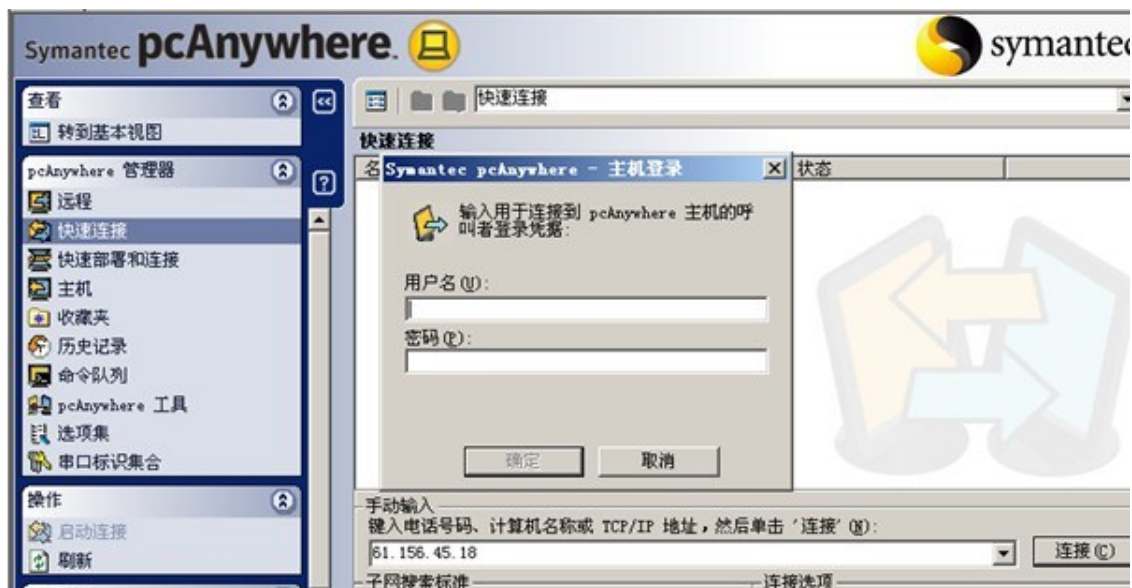 Symantec pcAnywhere.
symantec
查看
转到基本视图
pcAnywhere 管理器
远程
快速连接
快速部署和连接
主机
收藏夹
历史记录
命令队列
pcAnywhere 工具
选项集
串口标识集合
操作
启动连接
刷新
快速连接
快速连接
名
状态
Symantec pcAnywhere - 主机登录
输入用于连接到 pcAnywhere 主机的呼
叫者登录凭据:
用户名(U):
密码(P):
确定
取消
手动输入
键入电话号码、计算机名称或 TCP/IP 地址,然后单击 '连接'(N):
61.156.45.18
连接(C)
子网搜索标准
连接选项